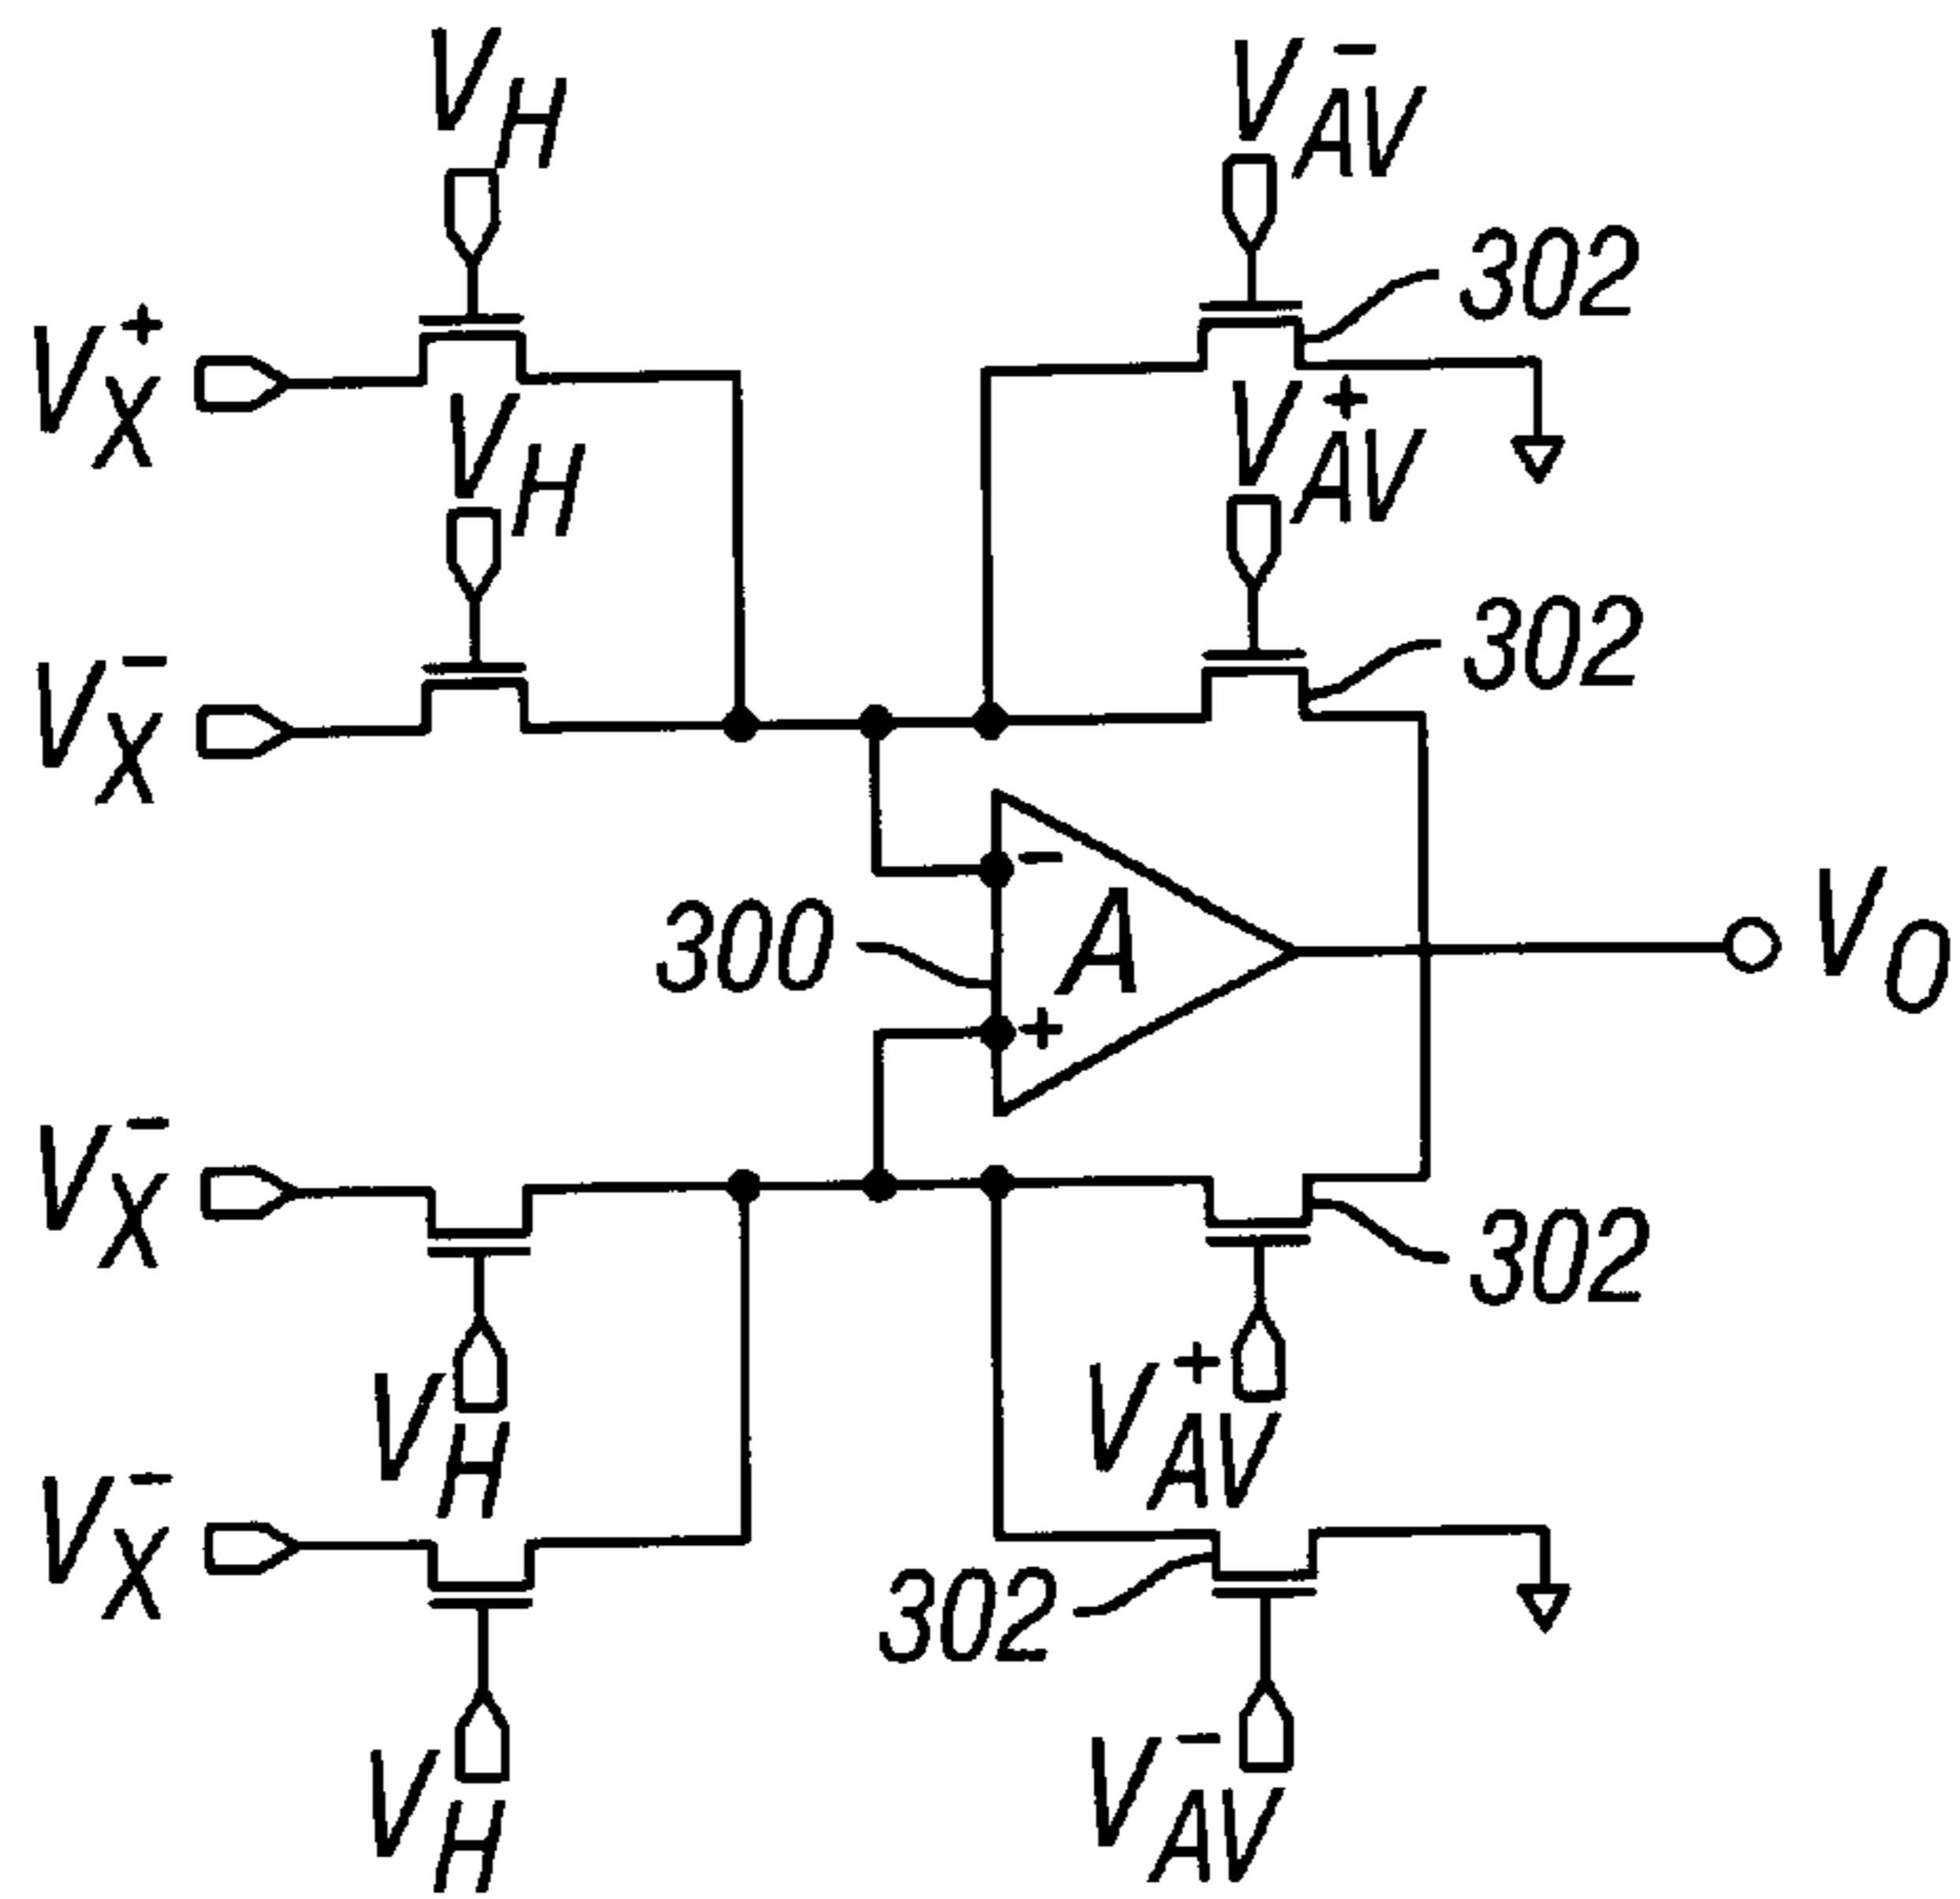 V_H
V_AV^-
302
V_X^+
V_H
V_AV^+
302
V_X^-
-
300
A
V_O
+
V_X^-
302
V_H
V_AV^+
V_X^-
302
V_H
V_AV^-